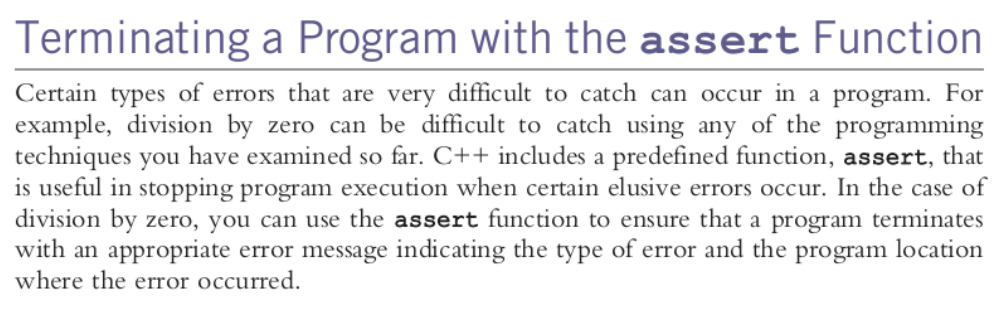 Terminating a Program with the assert Function
Certain types of errors that are very difficult to catch can occur in a program. For
example, division by zero can be difficult to catch using any of the programming
techniques you have examined so far. C++ includes a predefined function, assert, that
is useful in stopping program execution when certain elusive errors occur. In the case of
division by zero, you can use the assert function to ensure that a program terminates
with an appropriate error message indicating the type of error and the program location
where the error occurred.